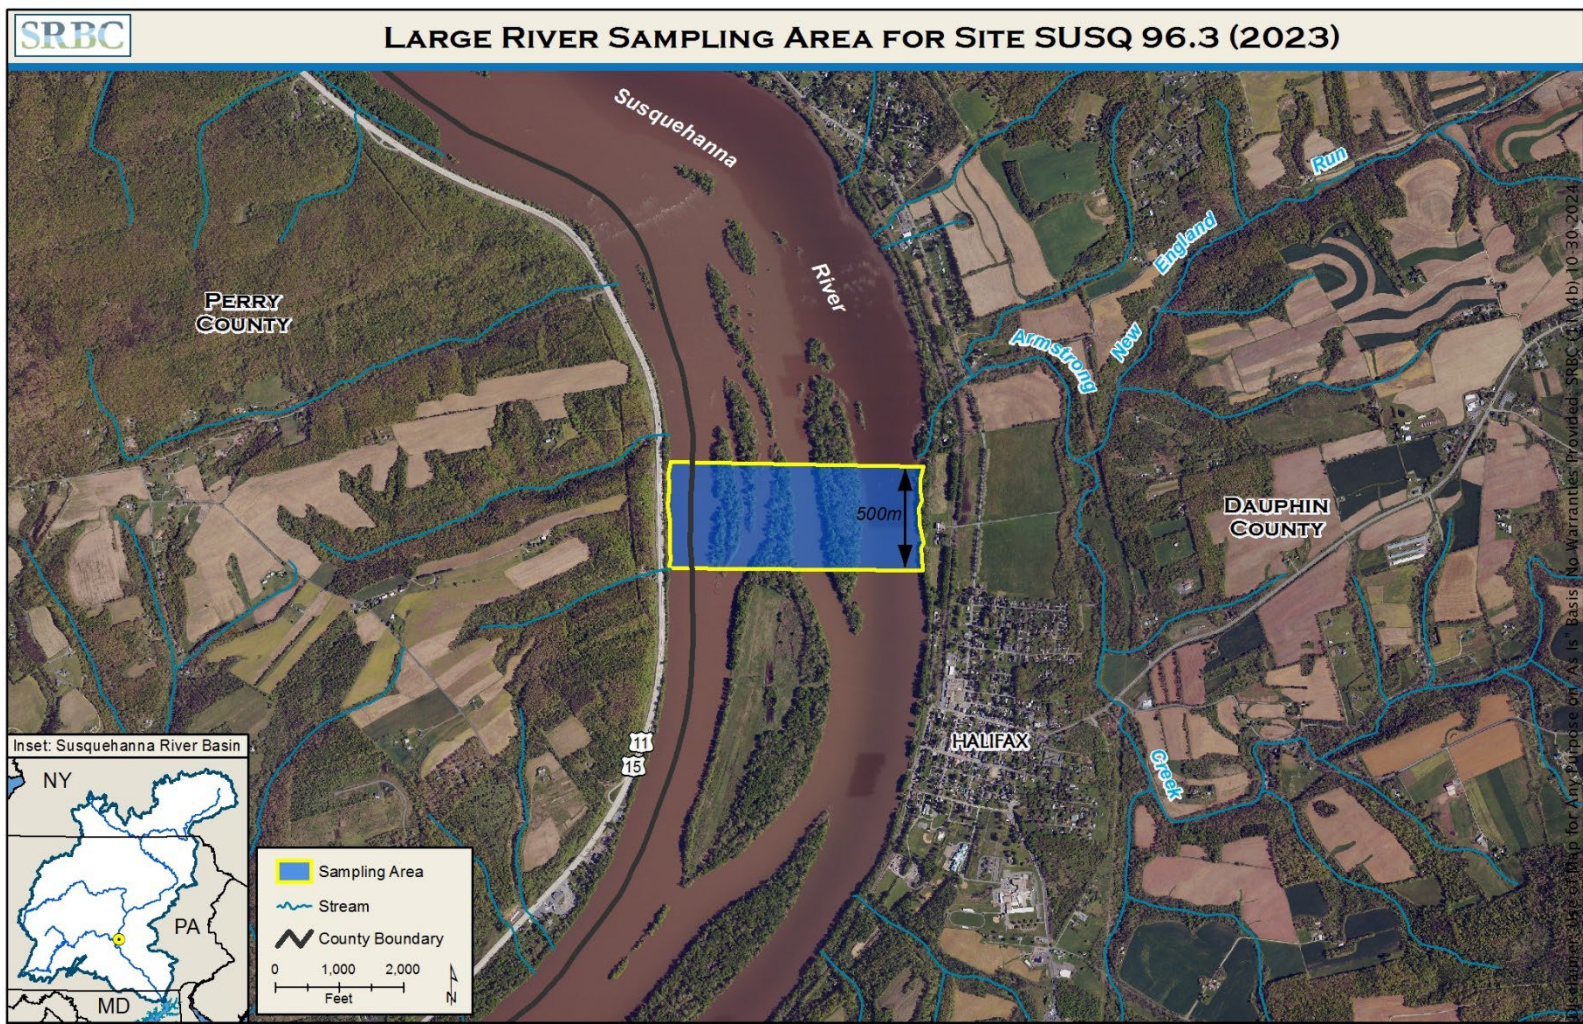 SRBC
LARGE RIVER SAMPLING AREA FOR SITE SUSQ 96.3 (2023)
Susquehanna
River
Run
England
New
Armstrong
PERRY
COUNTY
500m
DAUPHIN
COUNTY
HALIFAX
Creek
11
15
Inset: Susquehanna River Basin
NY
PA
MD
Sampling Area
Stream
County Boundary
0 1,000 2,000
Feet
N